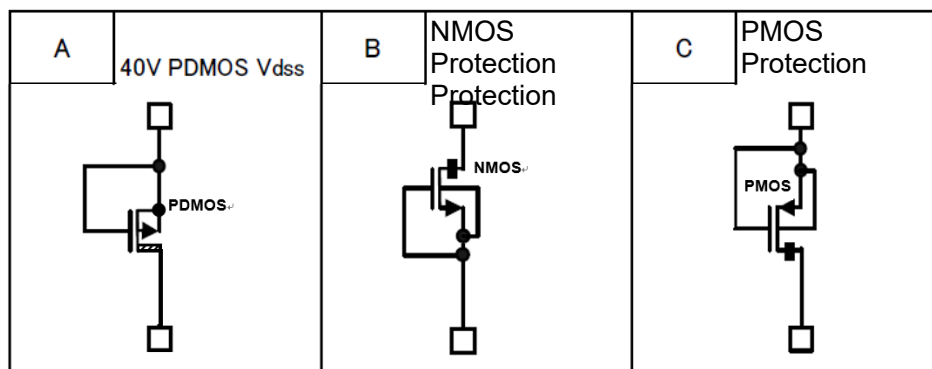 A
40V PDMOS Vdss
B
NMOS
Protection
Protection
C
PMOS
Protection
PDMOS
NMOS
PMOS